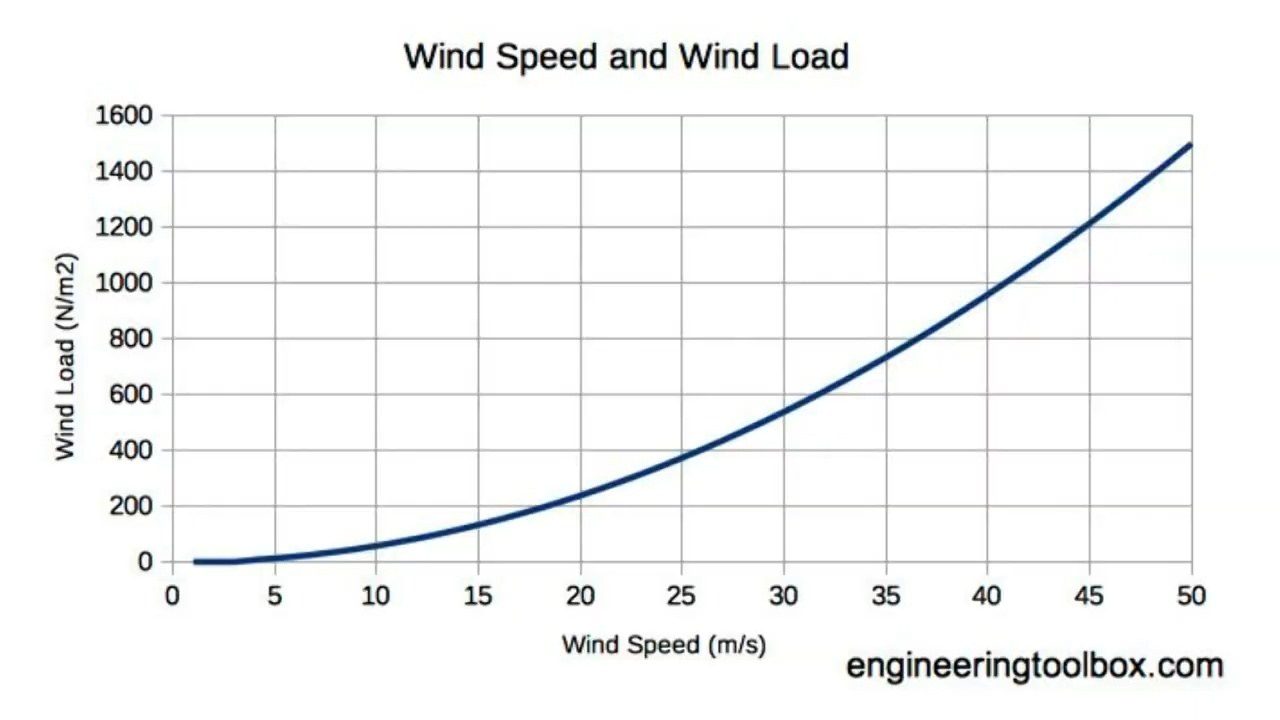 Wind Speed and Wind Load
1600
1400
1200
1000
800
600
400
200
0
Wind Load (N/m2)
0 5 10 15 20 25 30 35 40 45 50
Wind Speed (m/s)
engineeringtoolbox.com